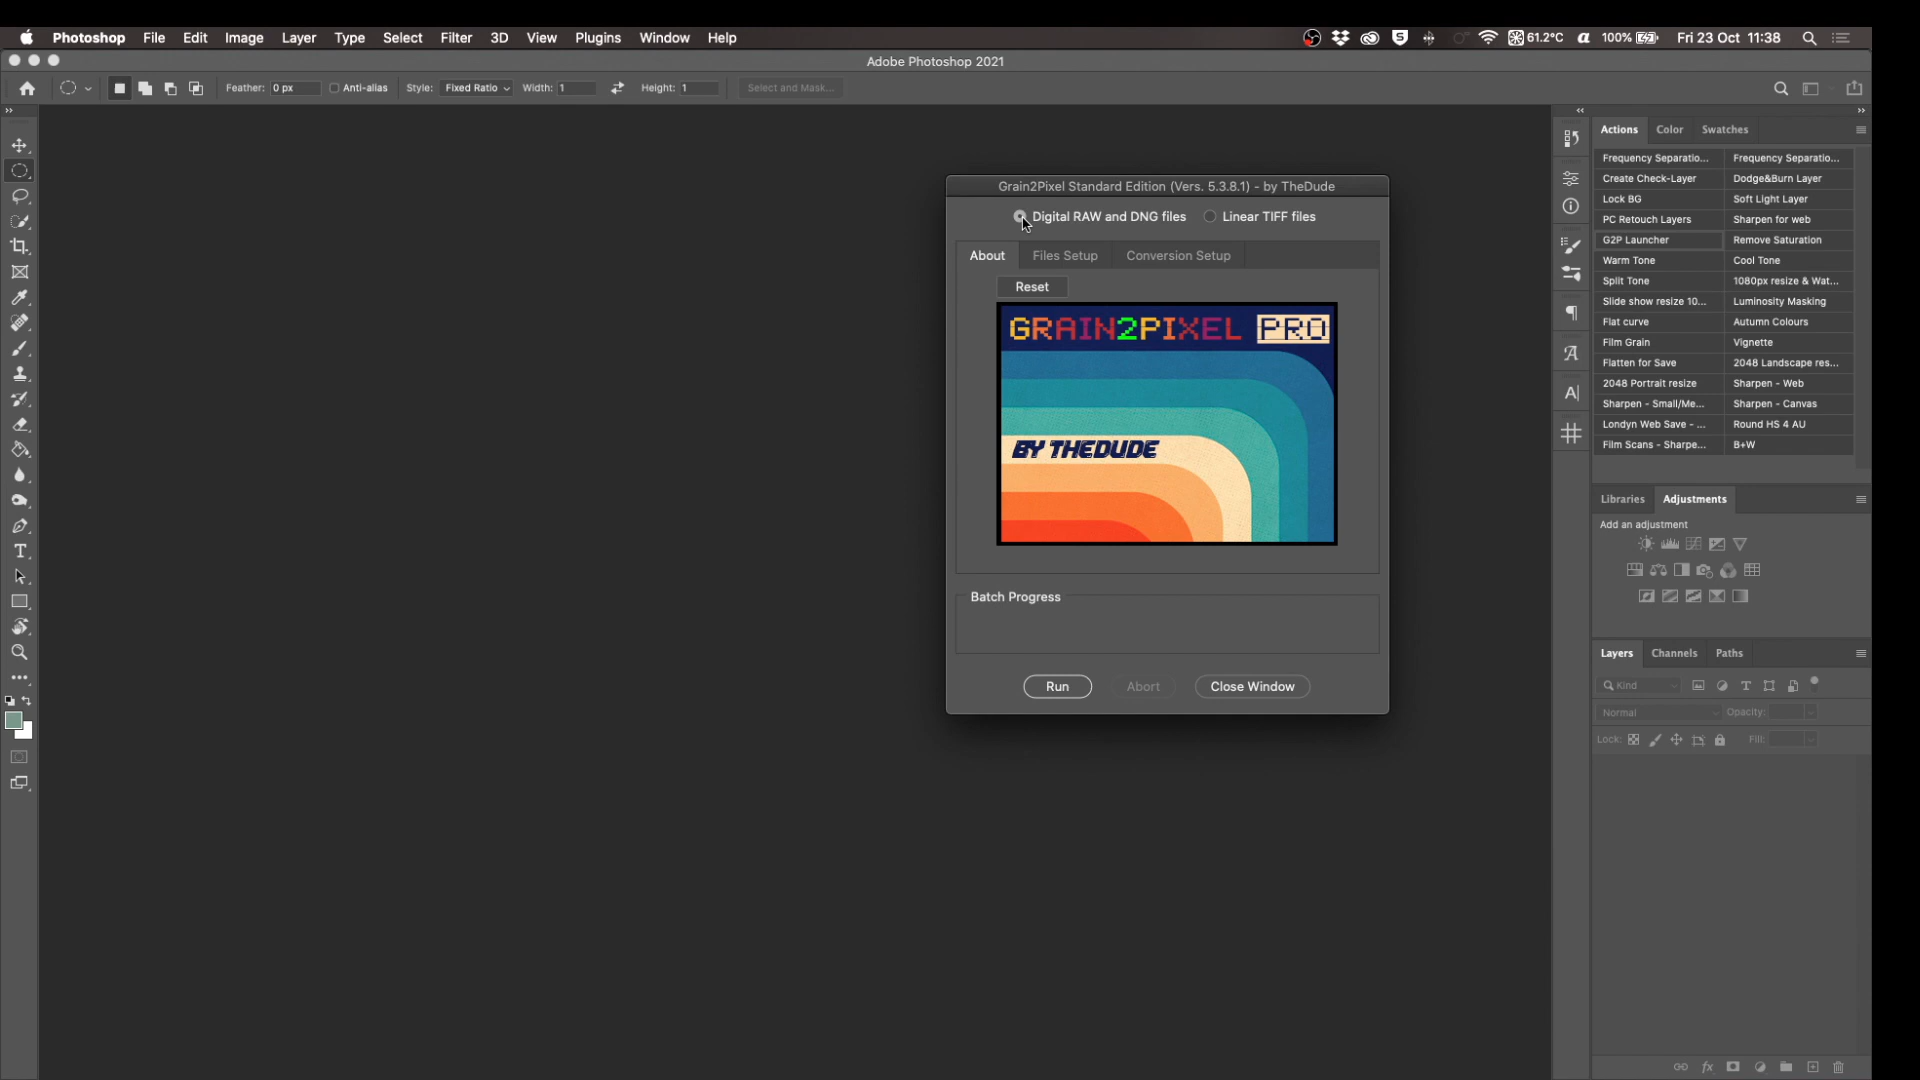 Photoshop File Edit Image Layer Type Select Filter 3D View Plugins Window Help 61.2°C 100% Fri 23 Oct 11:38
Adobe Photoshop 2021
Feather: 0 px Anti-alias Style: Fixed Ratio Width: 1 Height: 1 Select and Mask...
Grain2Pixel Standard Edition (Vers. 5.3.8.1) - by TheDude
Digital RAW and DNG files Linear TIFF files
About Files Setup Conversion Setup
Reset
GRAIN2PIXEL PRO
BY THEDUDE
Batch Progress
Run Abort Close Window
Actions Color Swatches
Frequency Separatio... Frequency Separatio...
Create Check-Layer Dodge&Burn Layer
Lock BG Soft Light Layer
PC Retouch Layers Sharpen for web
G2P Launcher Remove Saturation
Warm Tone Cool Tone
Split Tone 1080px resize & Wat...
Slide show resize 10... Luminosity Masking
Flat curve Autumn Colours
Film Grain Vignette
Flatten for Save 2048 Landscape res...
2048 Portrait resize Sharpen - Web
Sharpen - Small/Me... Sharpen - Canvas
Londyn Web Save - ... Round HS 4 AU
Film Scans - Sharpe... B+W
Libraries Adjustments
Add an adjustment
Layers Channels Paths
Kind
Normal Opacity:
Lock: Fill: